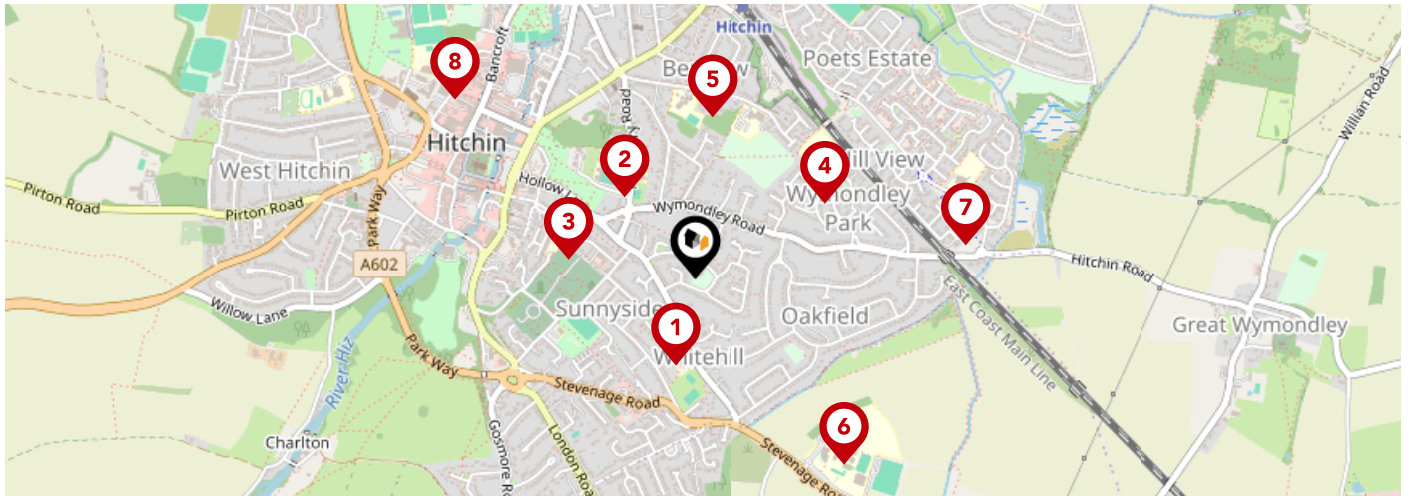 Hitchin
8
Bancroft
5
Poets Estate
Willian Road
Hitchin
West Hitchin
2
Road
4
Hill View
Wymondley
Park
Hollow
Pirton Road
Pirton Road
Park Way
3
Wymondley Road
7
A602
Hitchin Road
Willow Lane
Sunnyside
Oakfield
East Coast Main Line
Great Wymondley
1
Whitehill
River Hiz
Park Way
Stevenage Road
6
Charlton
Gosmore
London Road
Stevenage